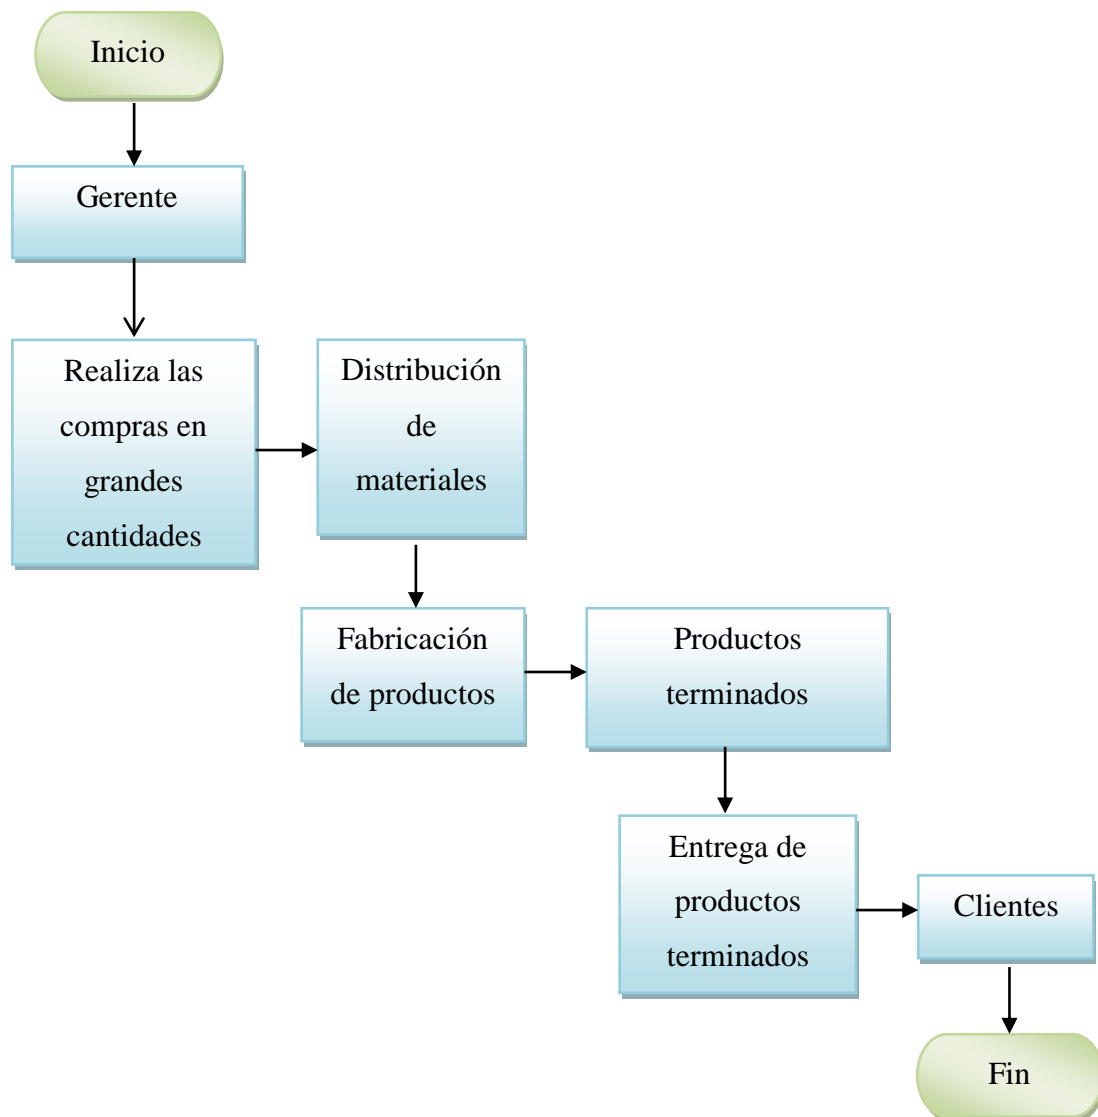 Inicio
Gerente
Realiza las
compras en
grandes
cantidades
Distribución
de
materiales
Fabricación
de productos
Productos
terminados
Entrega de
productos
terminados
Clientes
Fin